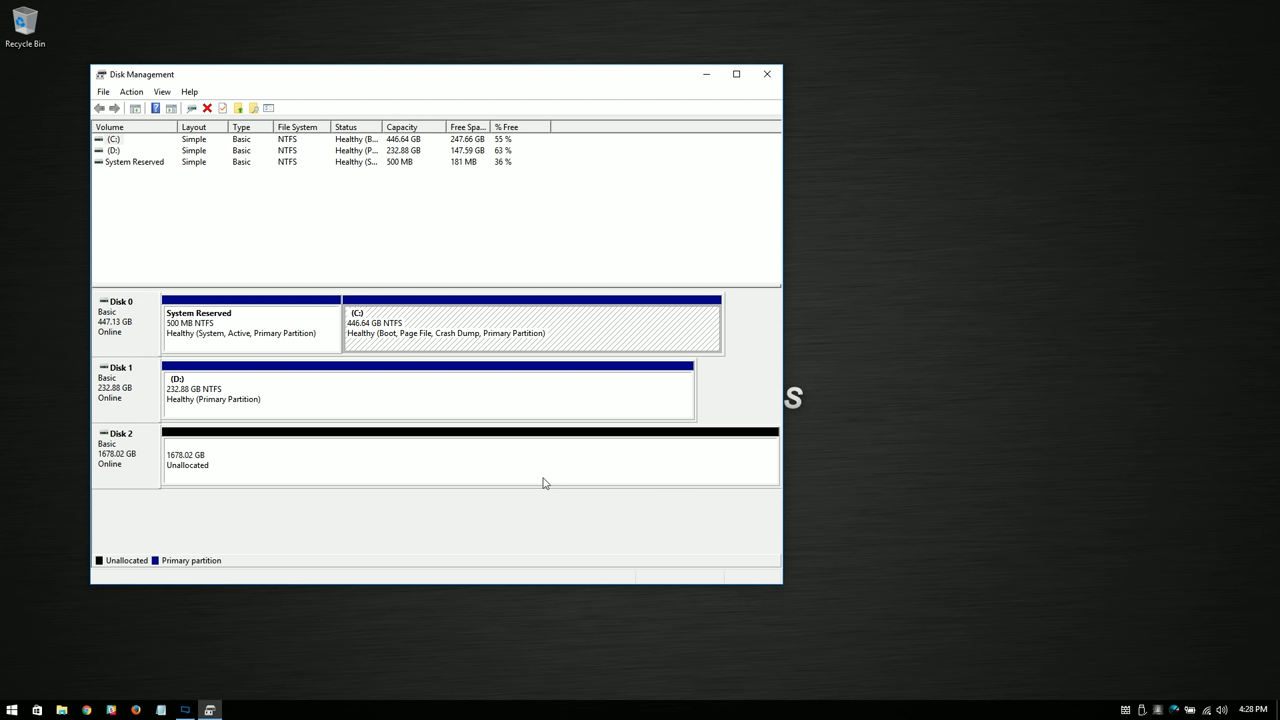 Recycle Bin
Disk Management
File Action View Help
Volume Layout Type File System Status Capacity Free Spa... % Free
(C:) Simple Basic NTFS Healthy (B... 446.64 GB 247.66 GB 55 %
(D:) Simple Basic NTFS Healthy (P... 232.88 GB 147.59 GB 63 %
System Reserved Simple Basic NTFS Healthy (S... 500 MB 181 MB 36 %
Disk 0
Basic
447.13 GB
Online
System Reserved
500 MB NTFS
Healthy (System, Active, Primary Partition)
(C:)
446.64 GB NTFS
Healthy (Boot, Page File, Crash Dump, Primary Partition)
Disk 1
Basic
232.88 GB
Online
(D:)
232.88 GB NTFS
Healthy (Primary Partition)
S
Disk 2
Basic
1678.02 GB
Online
1678.02 GB
Unallocated
Unallocated Primary partition
4:28 PM